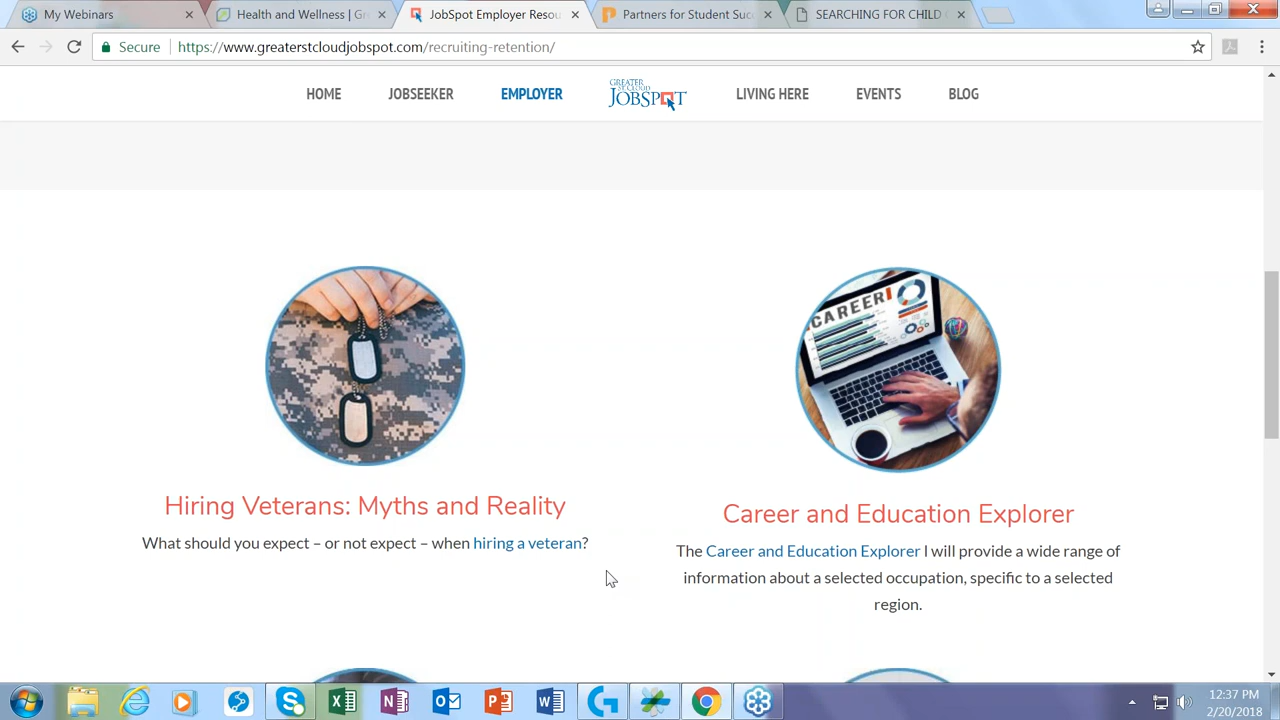 My Webinars
Health and Wellness | Gr
JobSpot Employer Reso
Partners for Student Suc
SEARCHING FOR CHILD
Secure
https://www.greaterstcloudjobspot.com/recruiting-retention/
HOME
JOBSEEKER
EMPLOYER
GREATER
ST. CLOUD
JOBSPOT
LIVING HERE
EVENTS
BLOG
CAREER
Hiring Veterans: Myths and Reality
What should you expect – or not expect – when hiring a veteran?
Career and Education Explorer
The Career and Education Explorer I will provide a wide range of
information about a selected occupation, specific to a selected
region.
12:37 PM
2/20/2018